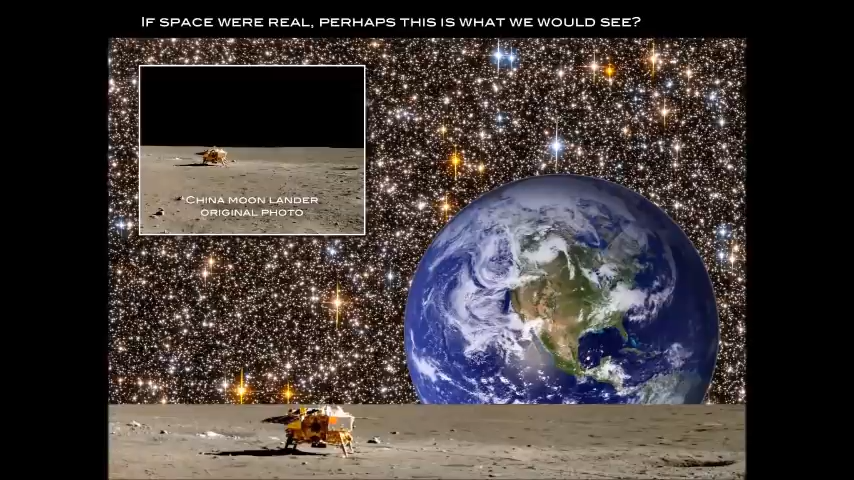 If space were real, perhaps this is what we would see?
*China moon lander
original photo